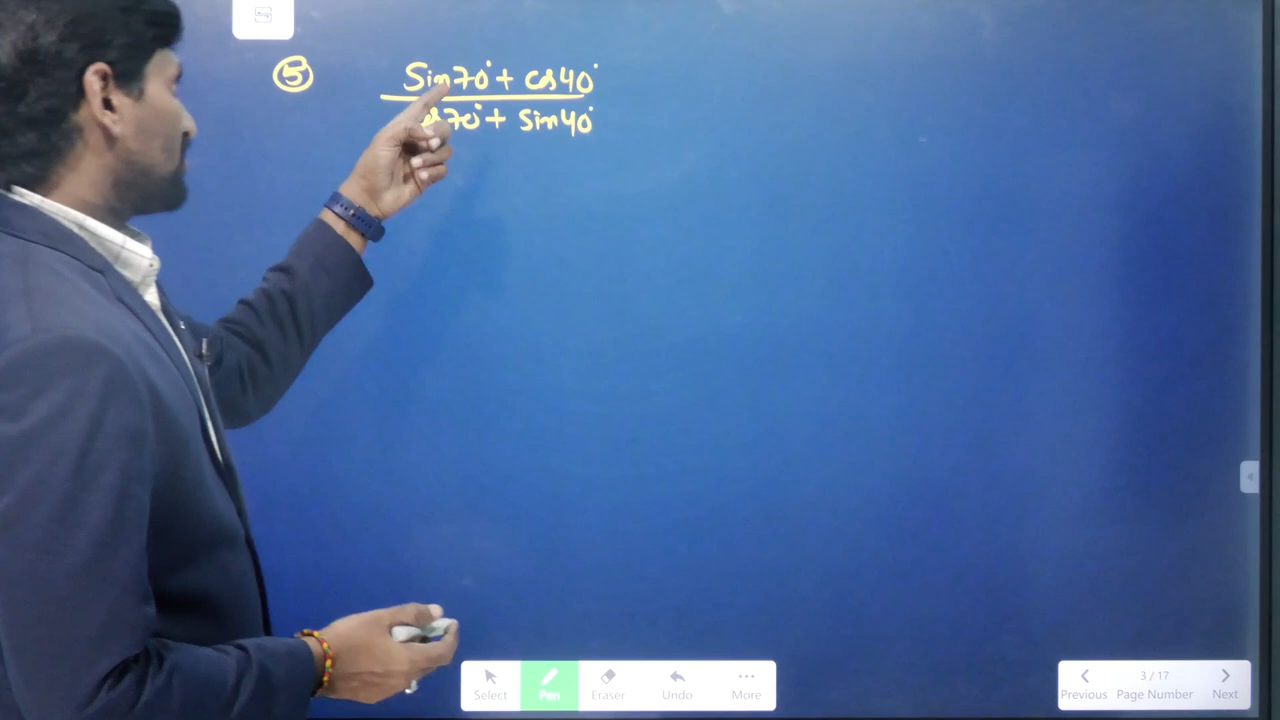 ⑤ Sin70°+ cos40°
70°+ Sin40°
Select Pen Eraser Undo More
3 / 17
Previous Page Number Next